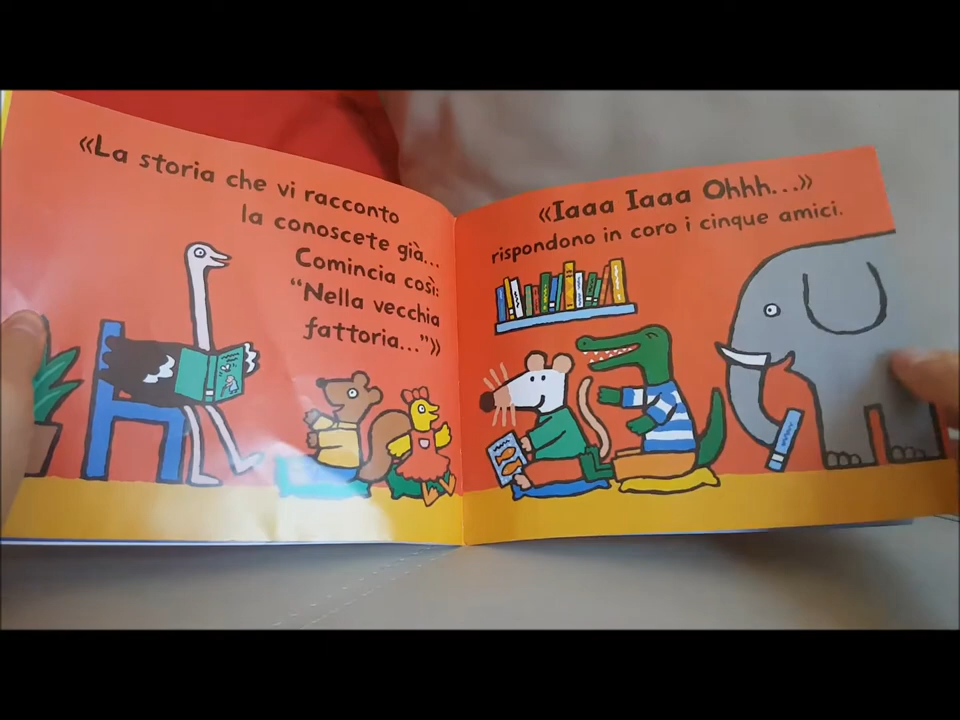 «La storia che vi racconto
la conoscete già...
Comincia così:
“Nella vecchia
fattoria...”»
«Iaaa Iaaa Ohhh...»
rispondono in coro i cinque amici.